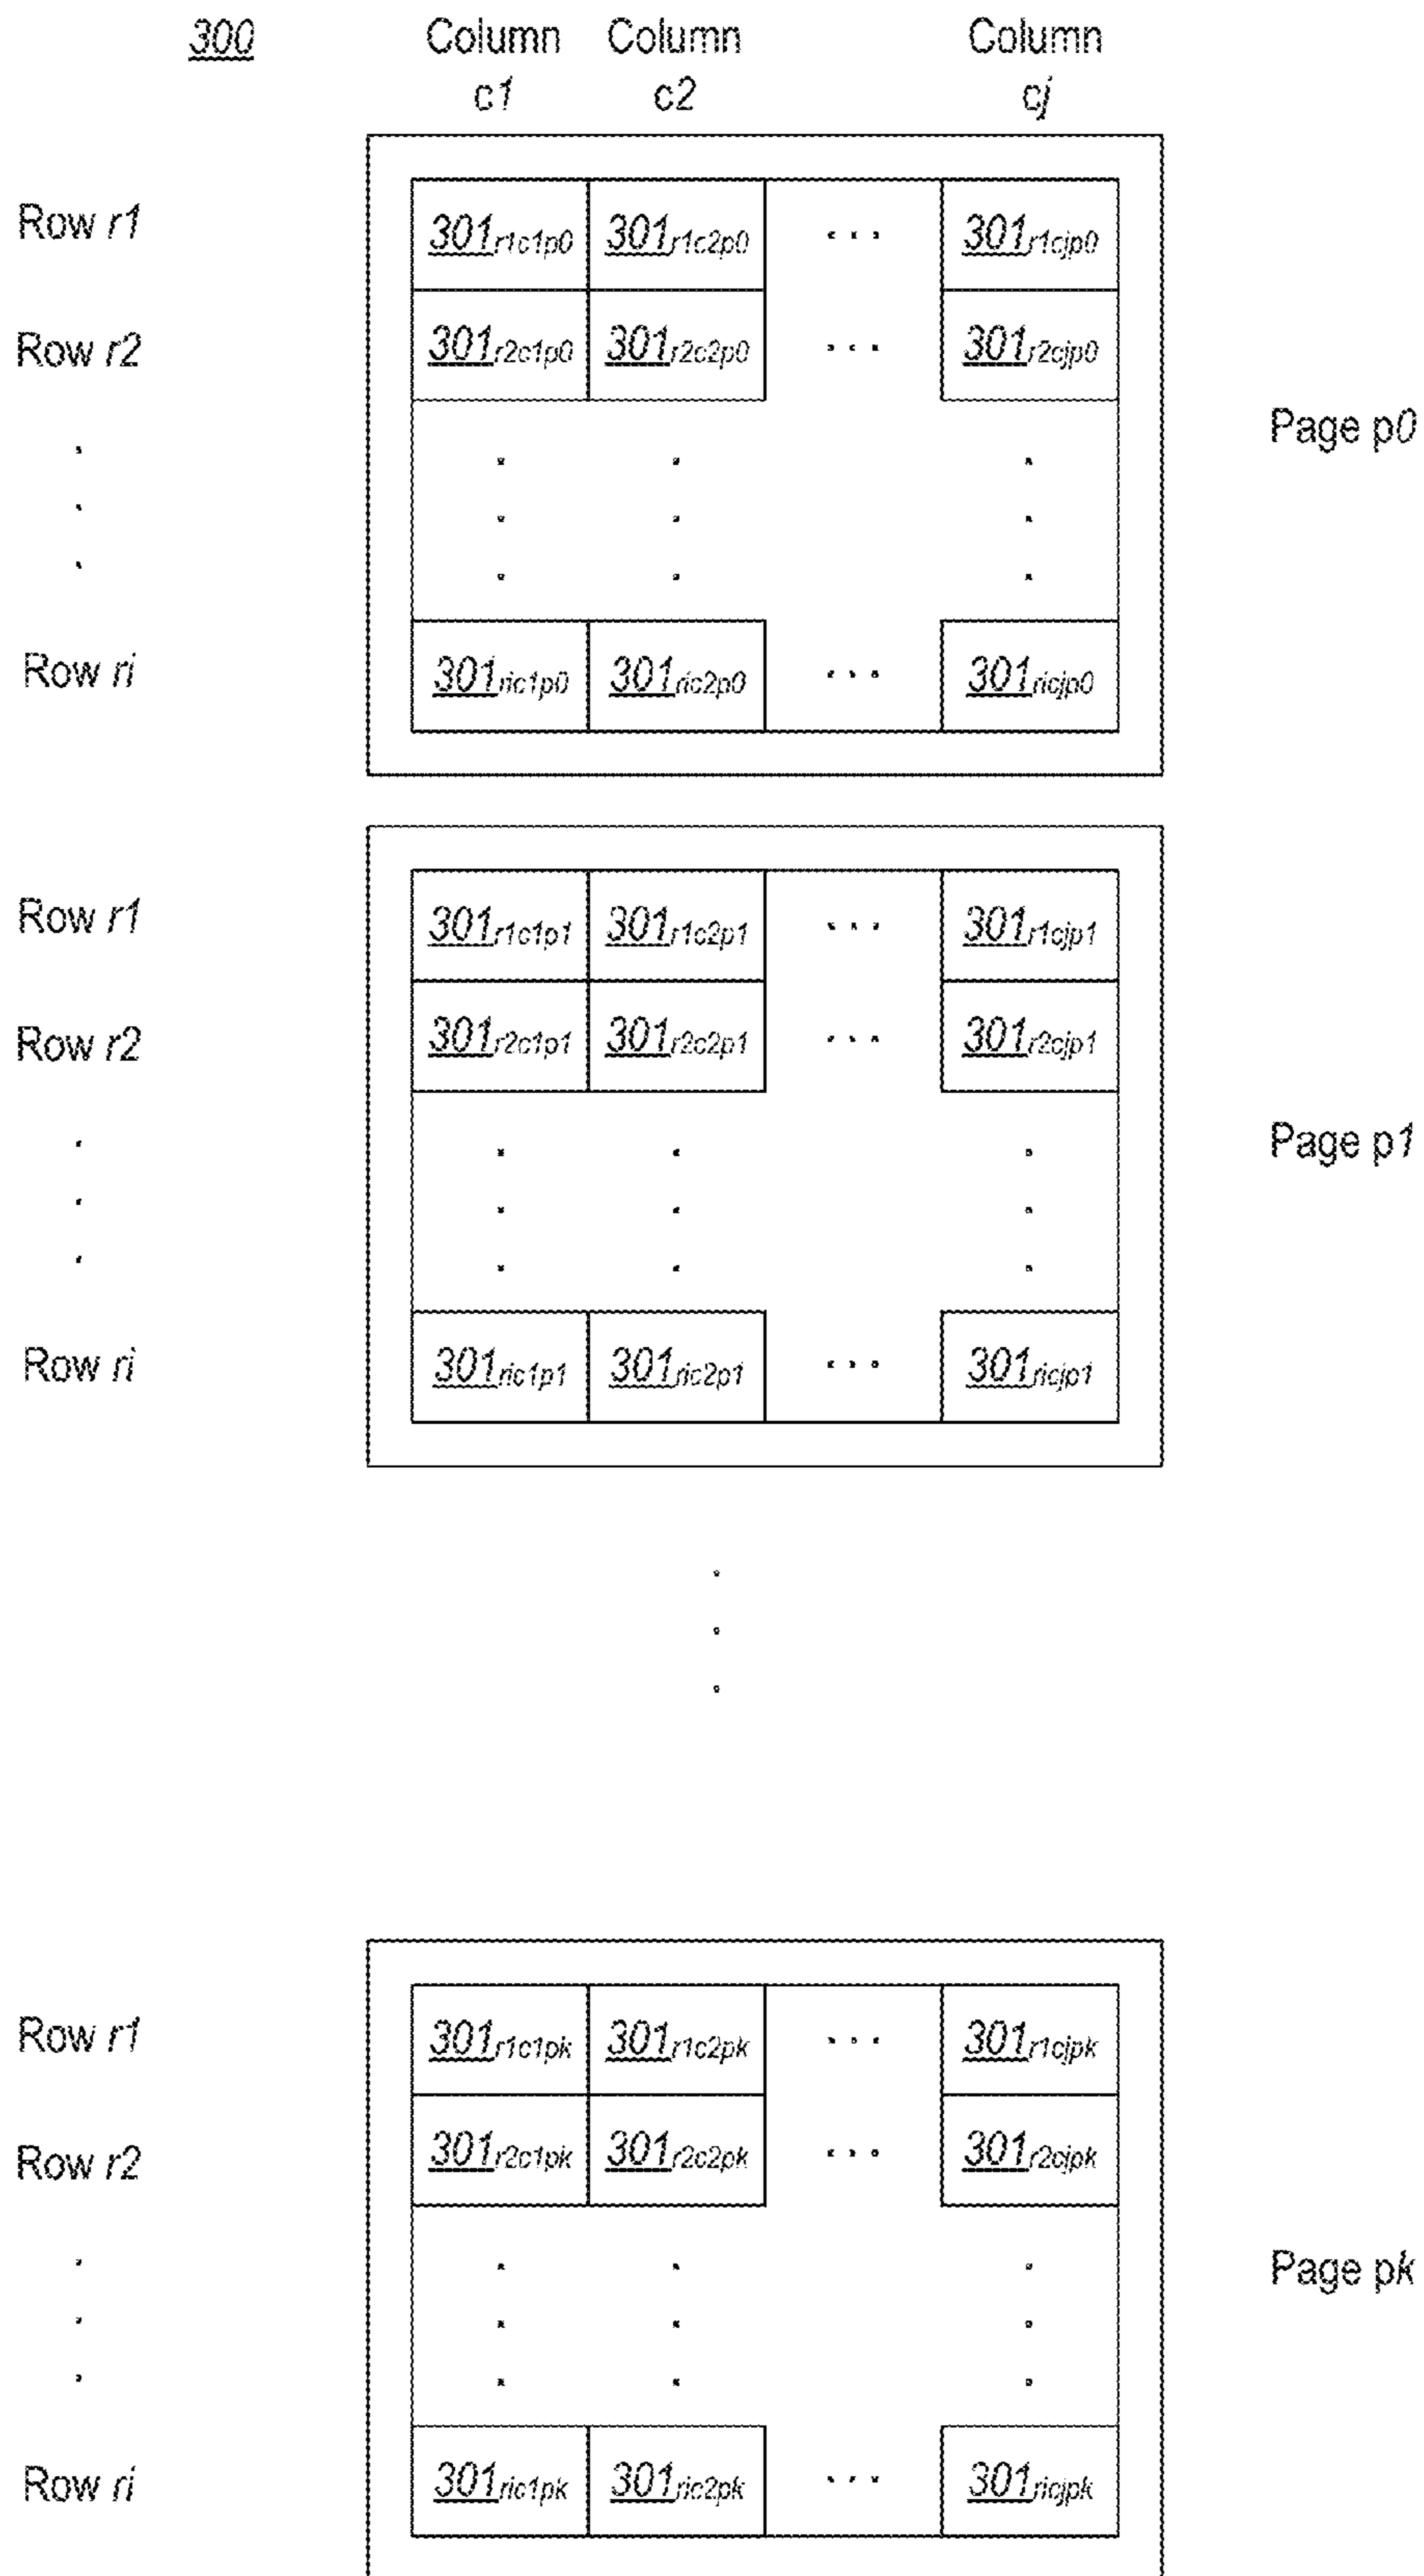 300 Column Column Column
c1 c2 cj
Row r1 301r1c1p0 301r1c2p0 ... 301r1cjp0
Row r2 301r2c1p0 301r2c2p0 ... 301r2cjp0
Page p0
Row ri 301ric1p0 301ric2p0 ... 301ricjp0
Row r1 301r1c1p1 301r1c2p1 ... 301r1cjp1
Row r2 301r2c1p1 301r2c2p1 ... 301r2cjp1
Page p1
Row ri 301ric1p1 301ric2p1 ... 301ricjp1
Row r1 301r1c1pk 301r1c2pk ... 301r1cjpk
Row r2 301r2c1pk 301r2c2pk ... 301r2cjpk
Page pk
Row ri 301ric1pk 301ric2pk ... 301ricjpk